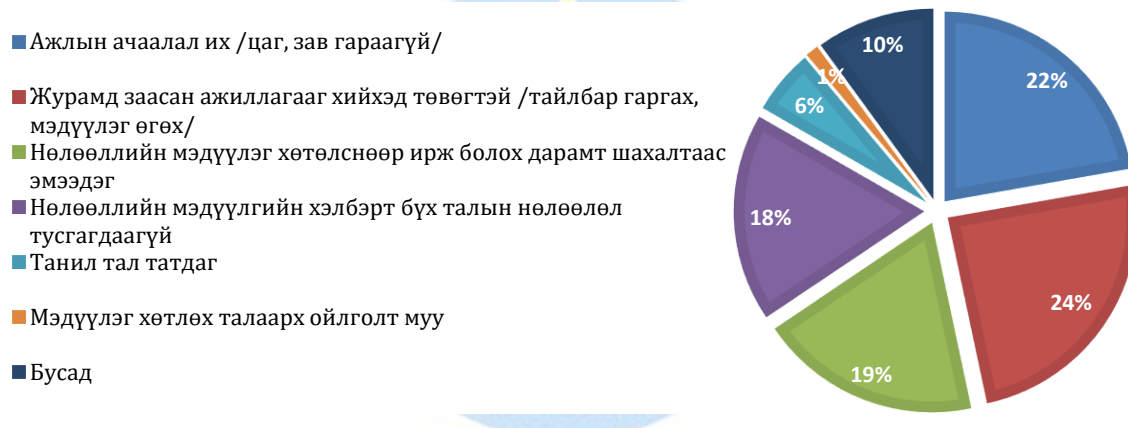 Ажлын ачаалал их /цаг, зав гараагүй/
Журамд заасан ажиллагааг хийхэд төвөгтэй /тайлбар гаргах,
мэдүүлэг өгөх/
Нөлөөллийн мэдүүлэг хөтөлснөөр ирж болох дарамт шахалтаас
эмээдэг
Нөлөөллийн мэдүүлгийн хэлбэрт бүх талын нөлөөлөл
тусгагдаагүй
Танил тал татдаг
Мэдүүлэг хөтлөх талаарх ойлголт муу
Бусад
10%
22%
1%
6%
18%
24%
19%